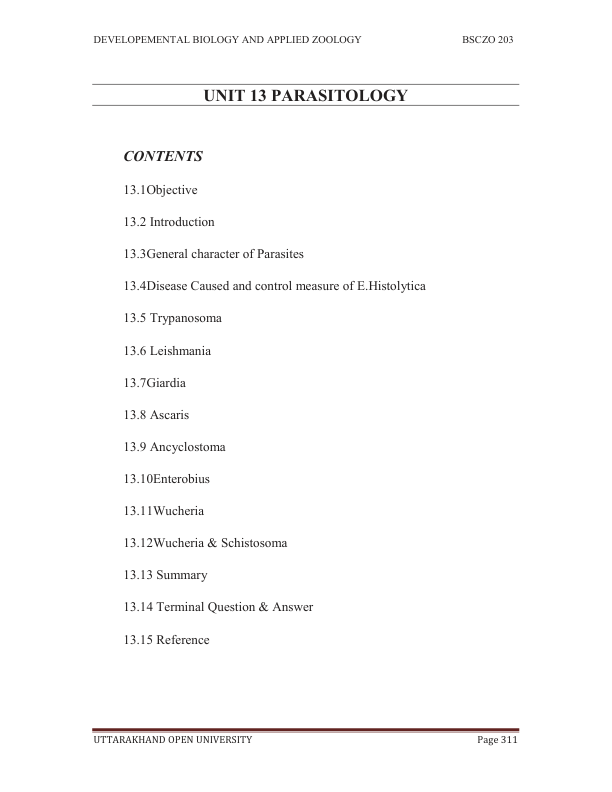 DEVELOPEMENTAL BIOLOGY AND APPLIED ZOOLOGY BSCZO 203
UNIT 13 PARASITOLOGY
CONTENTS
13.1Objective
13.2 Introduction
13.3General character of Parasites
13.4Disease Caused and control measure of E.Histolytica
13.5 Trypanosoma
13.6 Leishmania
13.7Giardia
13.8 Ascaris
13.9 Ancyclostoma
13.10Enterobius
13.11Wucheria
13.12Wucheria & Schistosoma
13.13 Summary
13.14 Terminal Question & Answer
13.15 Reference
UTTARAKHAND OPEN UNIVERSITY Page 311